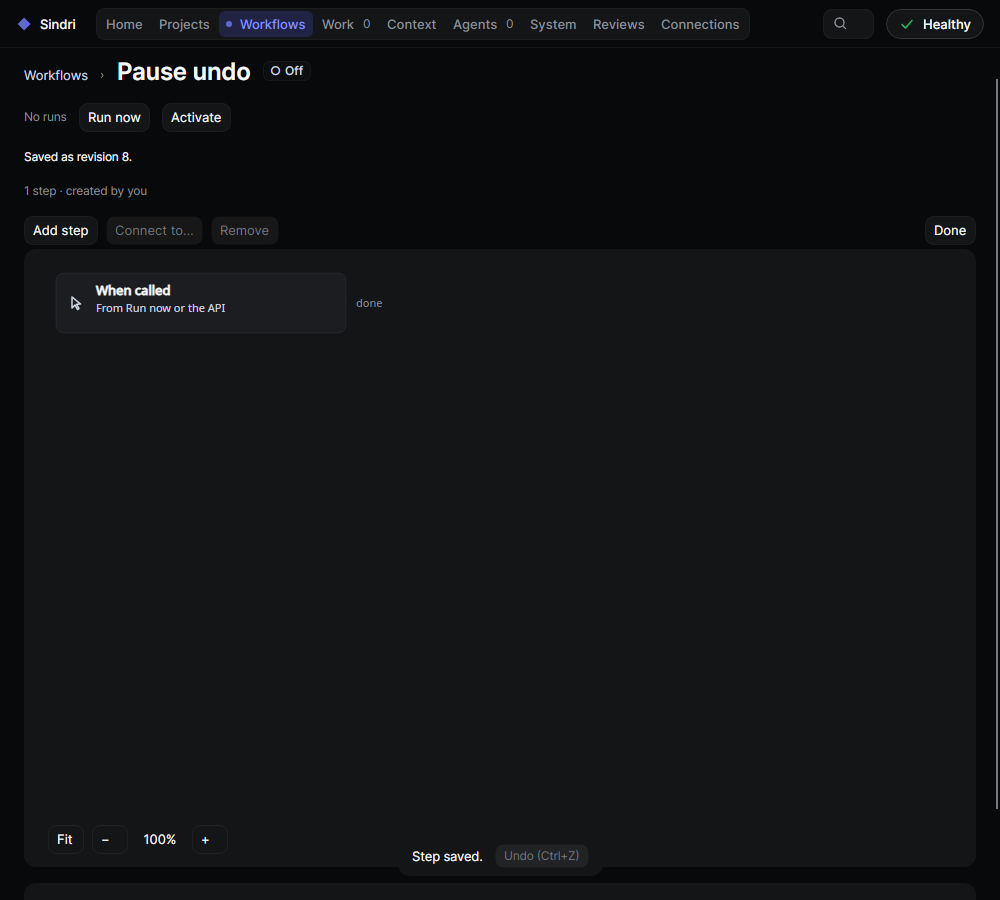 Sindri Home Projects Workflows Work 0 Context Agents 0 System Reviews Connections Healthy
Workflows › Pause undo Off
No runs Run now Activate
Saved as revision 8.
1 step · created by you
Add step Connect to... Remove Done
When called
From Run now or the API
done
Fit − 100% +
Step saved. Undo (Ctrl+Z)